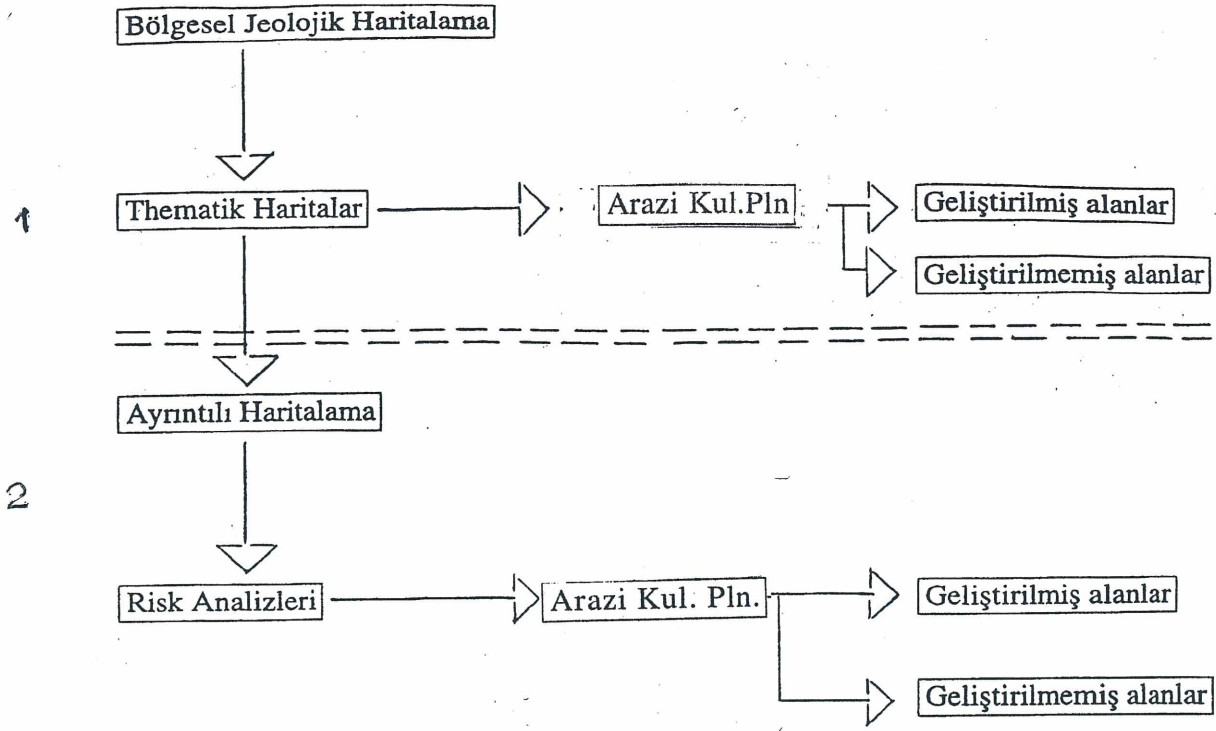 Bölgesel Jeolojik Haritalama
1
Thematik Haritalar
Arazi Kul.Pln
Geliştirilmiş alanlar
Geliştirilmemiş alanlar
Ayrıntılı Haritalama
2
Risk Analizleri
Arazi Kul. Pln.
Geliştirilmiş alanlar
Geliştirilmemiş alanlar